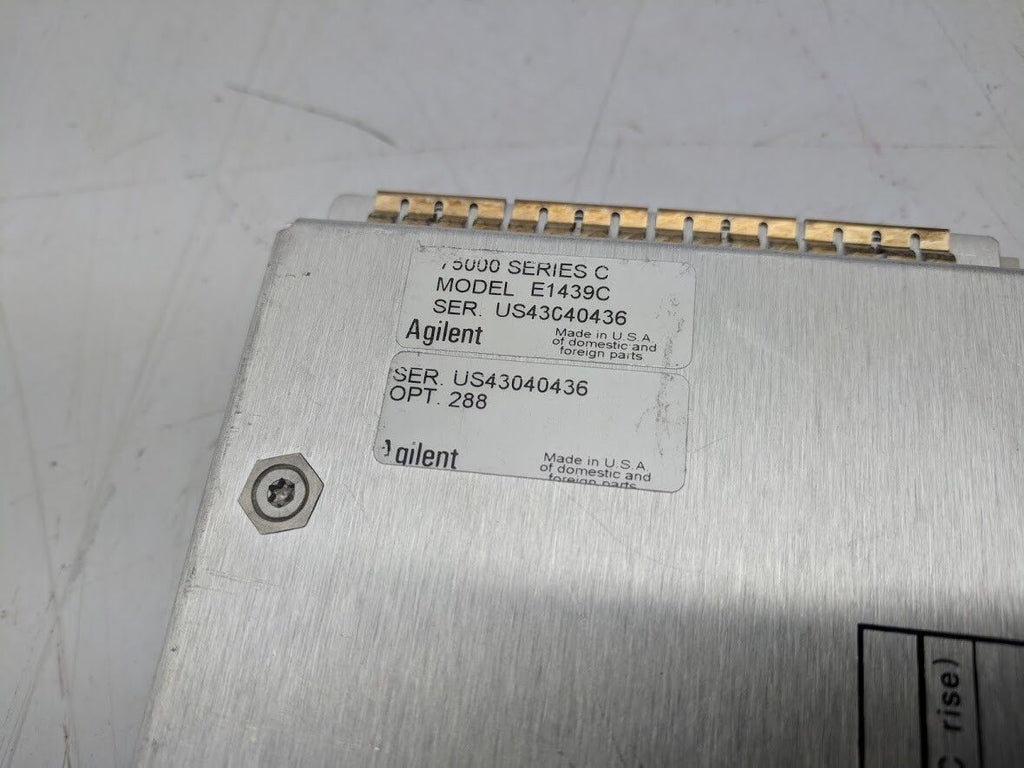 75000 SERIES C
MODEL E1439C
SER. US43040436
Agilent
Made in U.S.A.
of domestic and
foreign parts
SER. US43040436
OPT. 288
Agilent
Made in U.S.A.
of domestic and
foreign parts
C rise)